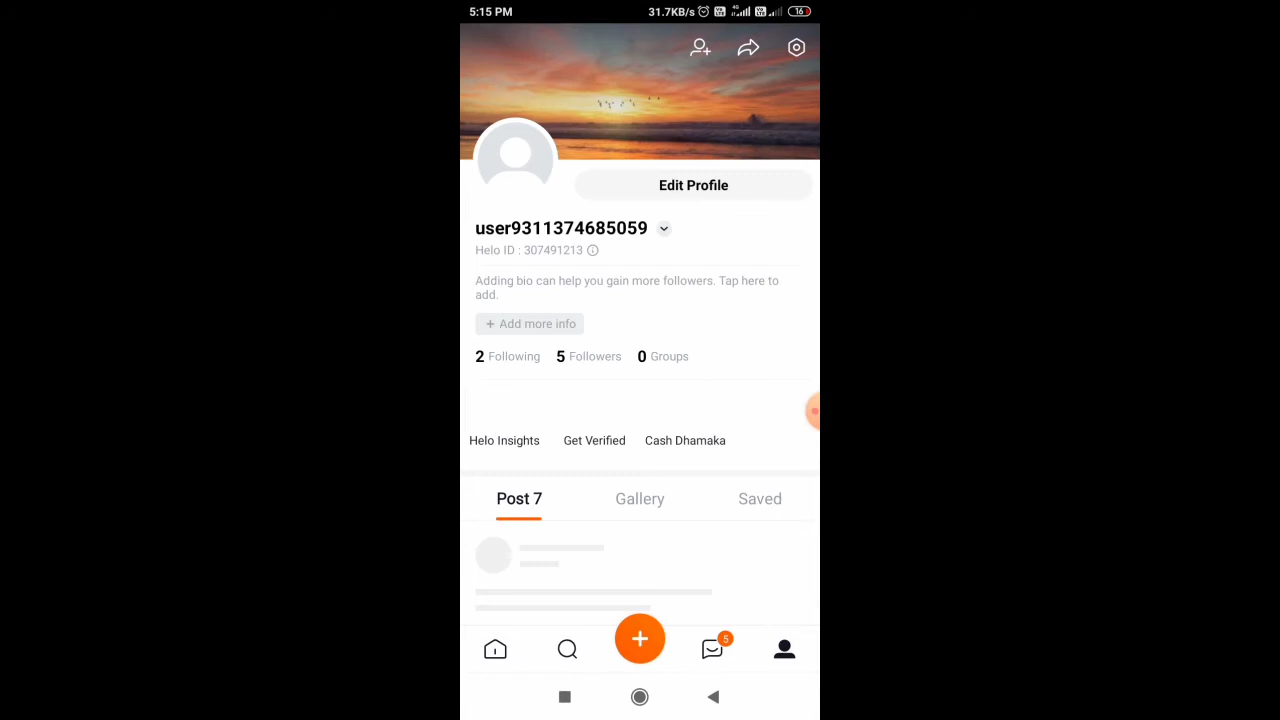 5:15 PM 31.7KB/s 4G 16
Edit Profile
user9311374685059
Helo ID : 307491213
Adding bio can help you gain more followers. Tap here to
add.
+ Add more info
2 Following 5 Followers 0 Groups
Helo Insights Get Verified Cash Dhamaka
Post 7 Gallery Saved
5